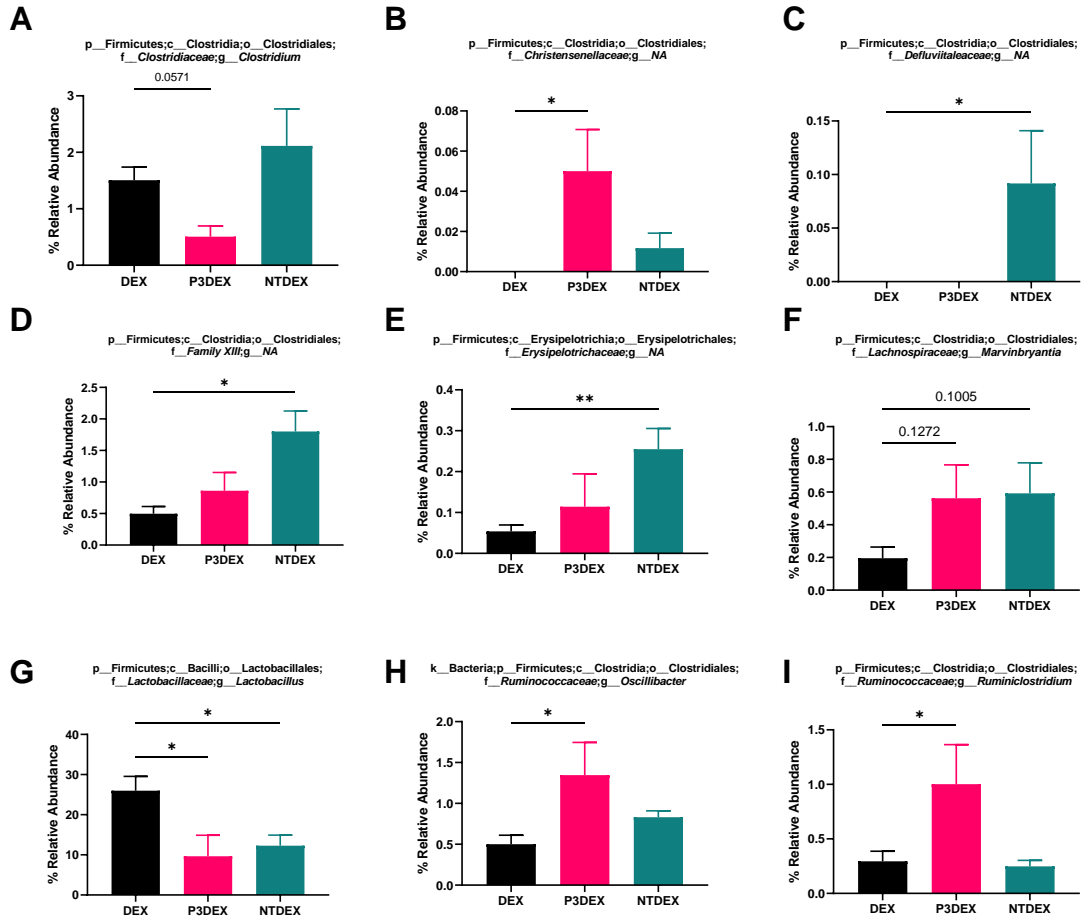 A
p__Firmicutes;c__Clostridia;o__Clostridiales;
f__Clostridiaceae;g__Clostridium
0.0571
% Relative Abundance
3
2
1
0
DEX
P3DEX
NTDEX
B
p__Firmicutes;c__Clostridia;o__Clostridiales;
f__Christensenellaceae;g__NA
*
% Relative Abundance
0.08
0.06
0.04
0.02
0.00
DEX
P3DEX
NTDEX
C
p__Firmicutes;c__Clostridia;o__Clostridiales;
f__Defluviitaleaceae;g__NA
*
% Relative Abundance
0.15
0.10
0.05
0.00
DEX
P3DEX
NTDEX
D
p__Firmicutes;c__Clostridia;o__Clostridiales;
f__Family XIII;g__NA
*
% Relative Abundance
2.5
2.0
1.5
1.0
0.5
0.0
DEX
P3DEX
NTDEX
E
p__Firmicutes;c__Erysipelotrichia;o__Erysipelotrichales;
f__Erysipelotrichaceae;g__NA
**
% Relative Abundance
0.4
0.3
0.2
0.1
0.0
DEX
P3DEX
NTDEX
F
p__Firmicutes;c__Clostridia;o__Clostridiales;
f__Lachnospiraceae;g__Marvinbryantia
0.1005
0.1272
% Relative Abundance
1.0
0.8
0.6
0.4
0.2
0.0
DEX
P3DEX
NTDEX
G
p__Firmicutes;c__Bacilli;o__Lactobacillales;
f__Lactobacillaceae;g__Lactobacillus
*
*
% Relative Abundance
40
30
20
10
0
DEX
P3DEX
NTDEX
H
k__Bacteria;p__Firmicutes;c__Clostridia;o__Clostridiales;
f__Ruminococcaceae;g__Oscillibacter
*
% Relative Abundance
2.0
1.5
1.0
0.5
0.0
DEX
P3DEX
NTDEX
I
p__Firmicutes;c__Clostridia;o__Clostridiales;
f__Ruminococcaceae;g__Ruminiclostridium
*
% Relative Abundance
1.5
1.0
0.5
0.0
DEX
P3DEX
NTDEX